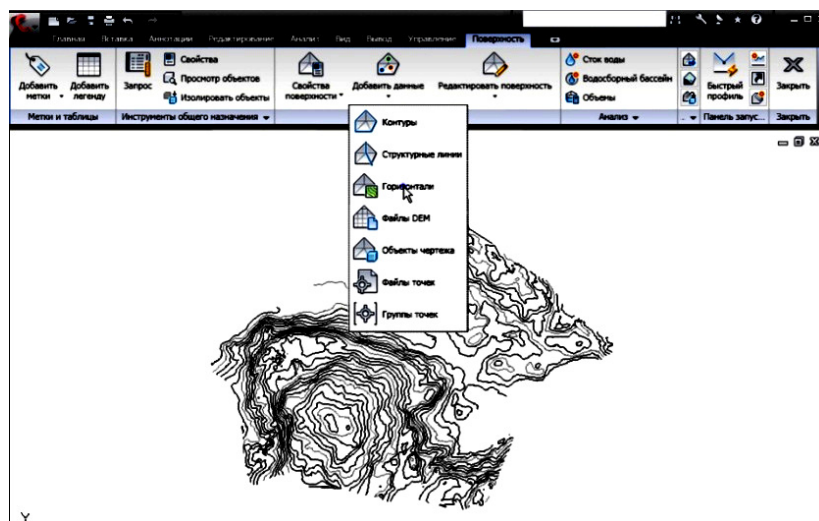 Главная Вставка Аннотации Редактирование Анализ Вид Вывод Управление Поверхность
Добавить метки
Добавить легенду
Запрос
Свойства
Просмотр объектов
Изолировать объекты
Свойства поверхности
Добавить данные
Редактировать поверхность
Сток воды
Водосборный бассейн
Объемы
Быстрый профиль
Закрыть
Метки и таблицы
Инструменты общего назначения
Анализ
Панель запус...
Закрыть
Контуры
Структурные линии
Горизонтали
Файлы DEM
Объекты чертежа
Файлы точек
Группы точек
Y